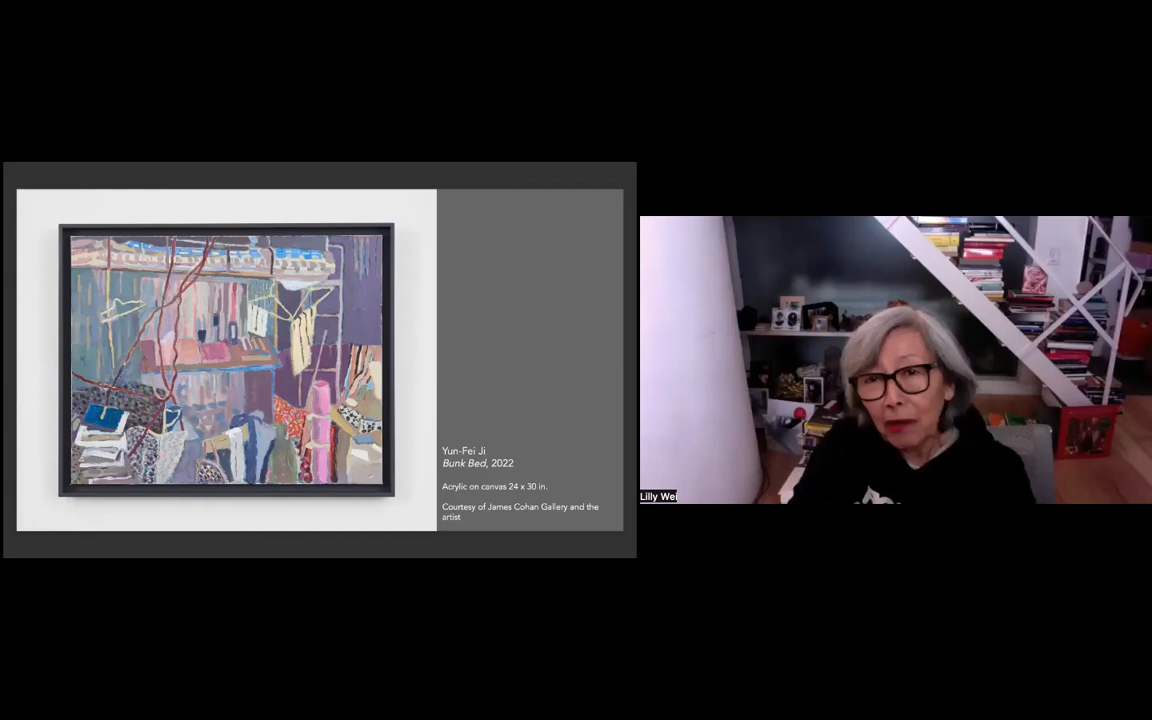 Yun-Fei Ji
Bunk Bed, 2022
Acrylic on canvas 24 x 30 in.
Courtesy of James Cohan Gallery and the
artist
Lilly Wei